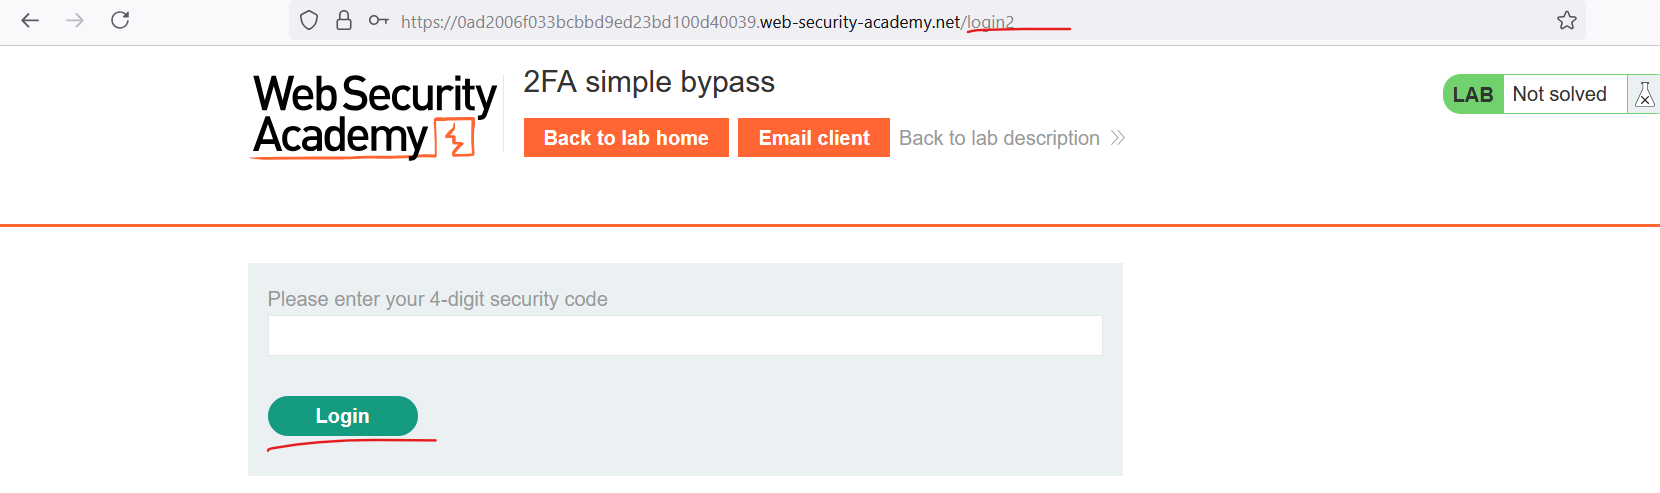 https://0ad2006f033bcbbd9ed23bd100d40039.web-security-academy.net/login2
Web Security
Academy
2FA simple bypass
Back to lab home
Email client
Back to lab description
LAB
Not solved
Please enter your 4-digit security code
Login